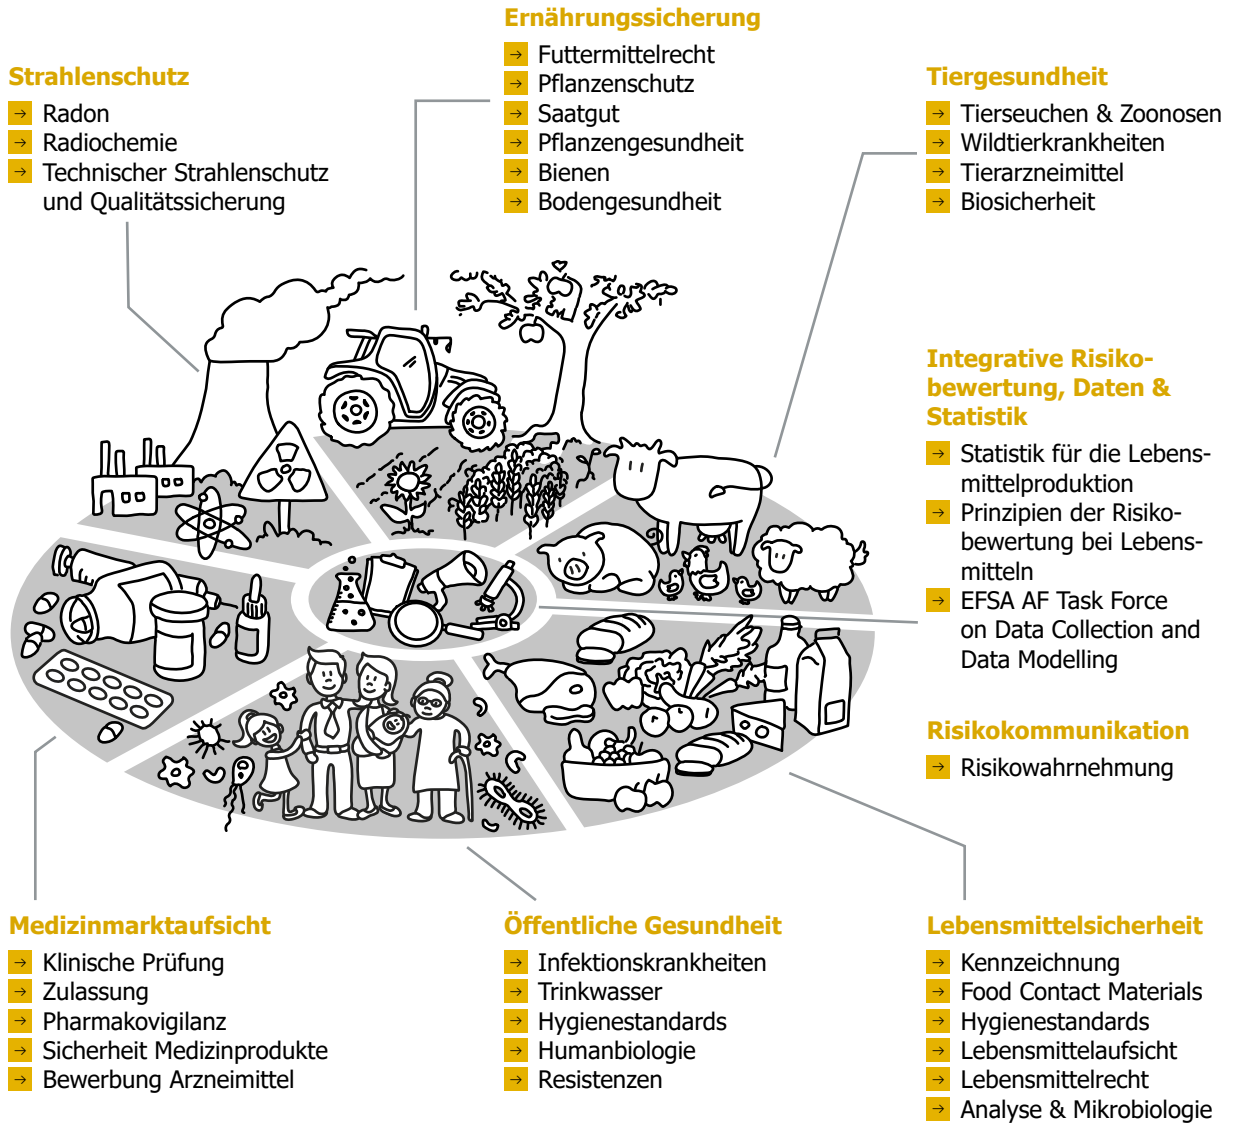 Ernährungssicherung
→ Futtermittelrecht
→ Pflanzenschutz
→ Saatgut
→ Pflanzengesundheit
→ Bienen
→ Bodengesundheit
Strahlenschutz
→ Radon
→ Radiochemie
→ Technischer Strahlenschutz
und Qualitätssicherung
Tiergesundheit
→ Tierseuchen & Zoonosen
→ Wildtierkrankheiten
→ Tierarzneimittel
→ Biosicherheit
Integrative Risiko-
bewertung, Daten &
Statistik
→ Statistik für die Lebens-
mittelproduktion
→ Prinzipien der Risiko-
bewertung bei Lebens-
mitteln
→ EFSA AF Task Force
on Data Collection and
Data Modelling
Risikokommunikation
→ Risikowahrnehmung
Medizinmarktaufsicht
→ Klinische Prüfung
→ Zulassung
→ Pharmakovigilanz
→ Sicherheit Medizinprodukte
→ Bewerbung Arzneimittel
Öffentliche Gesundheit
→ Infektionskrankheiten
→ Trinkwasser
→ Hygienestandards
→ Humanbiologie
→ Resistenzen
Lebensmittelsicherheit
→ Kennzeichnung
→ Food Contact Materials
→ Hygienestandards
→ Lebensmittelaufsicht
→ Lebensmittelrecht
→ Analyse & Mikrobiologie